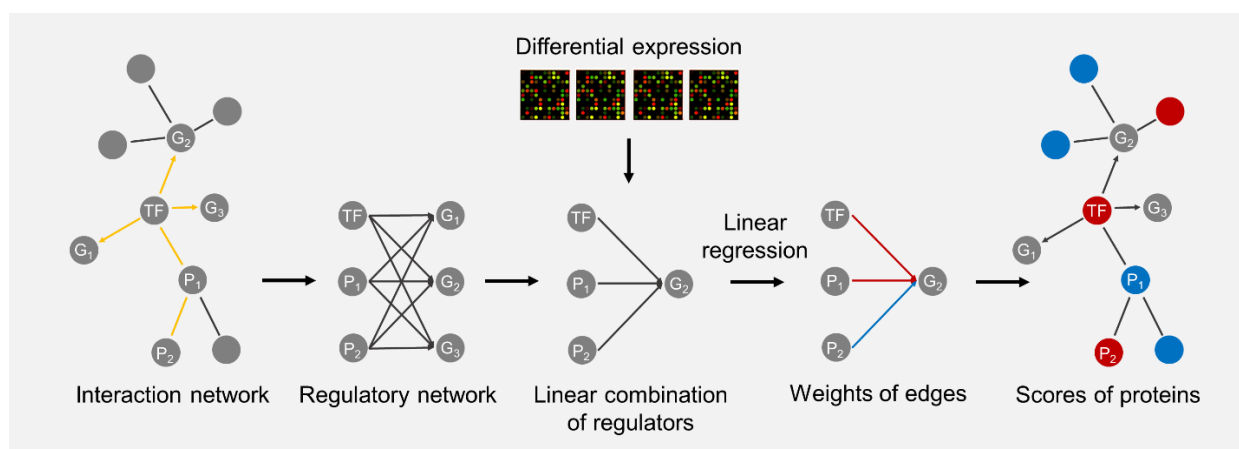 Differential expression
G2
TF
G3
G1
P1
P2
Interaction network
TF
P1
P2
G1
G2
G3
Regulatory network
TF
P1
P2
G2
Linear combination
of regulators
Linear
regression
TF
P1
P2
G2
Weights of edges
G2
TF
G3
G1
P1
P2
Scores of proteins